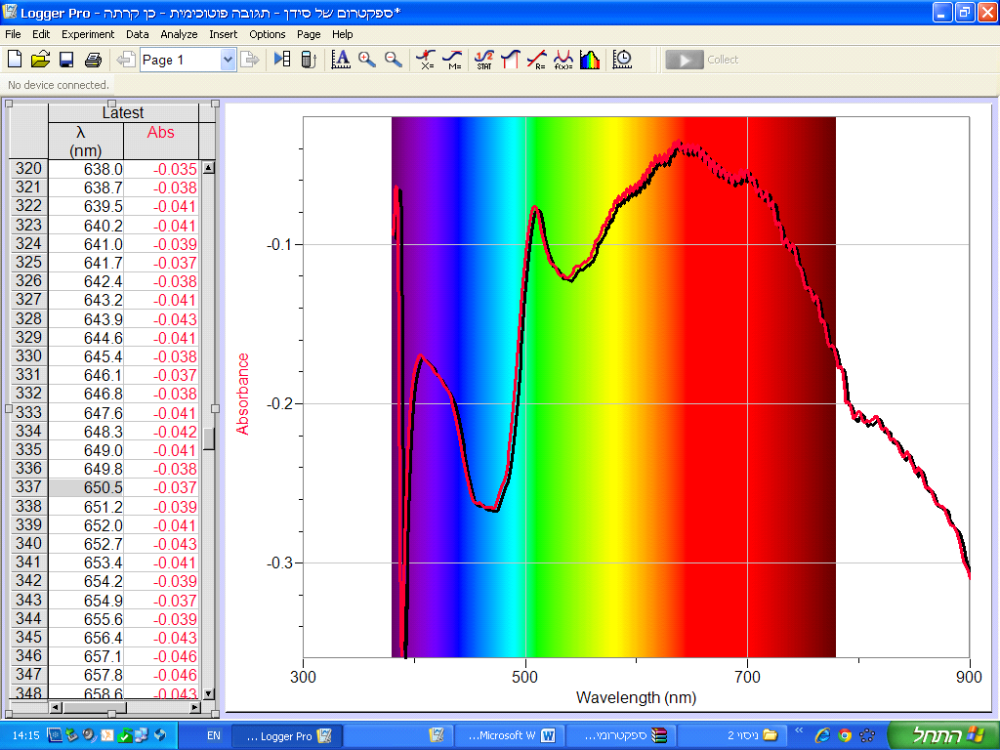 *ספקטרום של סידן - תגובה פוטוכימית - כן קרתה - Logger Pro
File Edit Experiment Data Analyze Insert Options Page Help
Page 1 Collect
No device connected.
Latest
λ Abs
(nm)
320 638.0 -0.035
321 638.7 -0.038
322 639.5 -0.041
323 640.2 -0.041
324 641.0 -0.039
325 641.7 -0.037
326 642.4 -0.038
327 643.2 -0.041
328 643.9 -0.043
329 644.6 -0.041
330 645.4 -0.038
331 646.1 -0.037
332 646.8 -0.038
333 647.6 -0.041
334 648.3 -0.042
335 649.0 -0.041
336 649.8 -0.038
337 650.5 -0.037
338 651.2 -0.039
339 652.0 -0.041
340 652.7 -0.043
341 653.4 -0.041
342 654.2 -0.039
343 654.9 -0.037
344 655.6 -0.039
345 656.4 -0.043
346 657.1 -0.046
347 657.8 -0.046
348 658.6 -0.043
Absorbance
-0.1
-0.2
-0.3
300 500 700 900
Wavelength (nm)
14:15 EN ... Logger Pro ...Microsoft W ספקטרומי... ניסוי 2 התחל